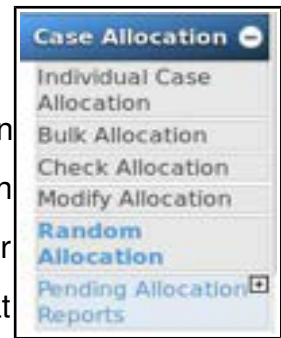 Case Allocation
Individual Case
Allocation
Bulk Allocation
Check Allocation
Modify Allocation
Random
Allocation
Pending Allocation
Reports